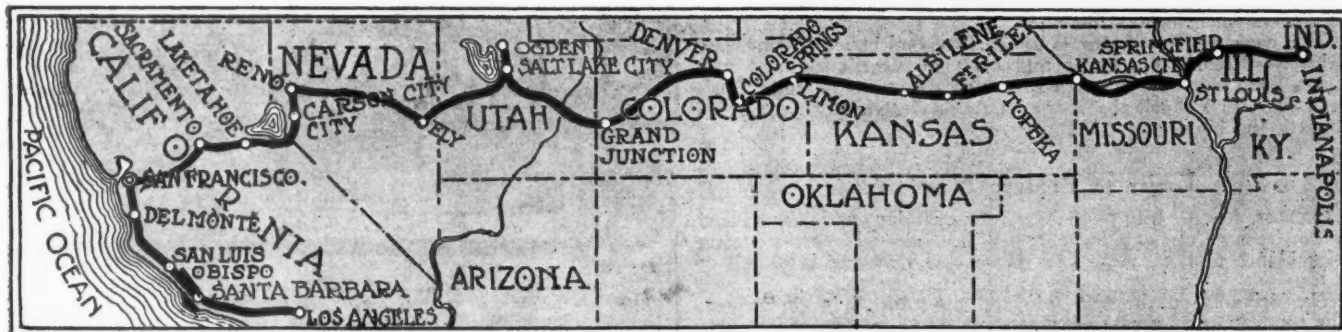 CALIFORNIA
SACRAMENTO
LAKE TAHOE
RENO
NEVADA
CARSON
CITY
CARSON CITY
ELY
OGDEN
SALT LAKE CITY
UTAH
GRAND
JUNCTION
DENVER
COLORADO
COLORADO
SPRINGS
LIMON
ALBILENE
FT RILEY
KANSAS
TOPEKA
KANSAS CITY
MISSOURI
SPRINGFIELD
ILL
ST LOUIS
IND.
INDIANAPOLIS
KY.
OKLAHOMA
ARIZONA
PACIFIC OCEAN
SAN FRANCISCO.
DEL MONTE
SAN LUIS
OBISPO
SANTA BARBARA
LOS ANGELES